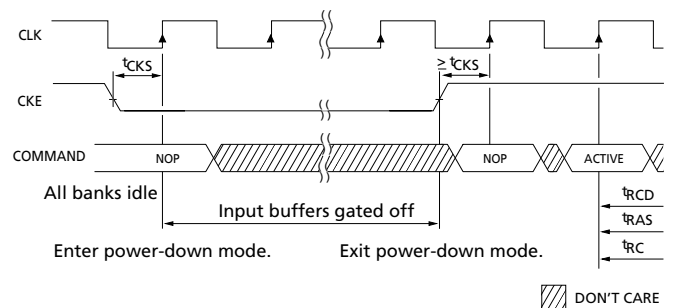 CLK
tCKS
≥ tCKS
CKE
COMMAND
NOP
NOP
ACTIVE
All banks idle
Input buffers gated off
tRCD
tRAS
tRC
Enter power-down mode.
Exit power-down mode.
DON'T CARE